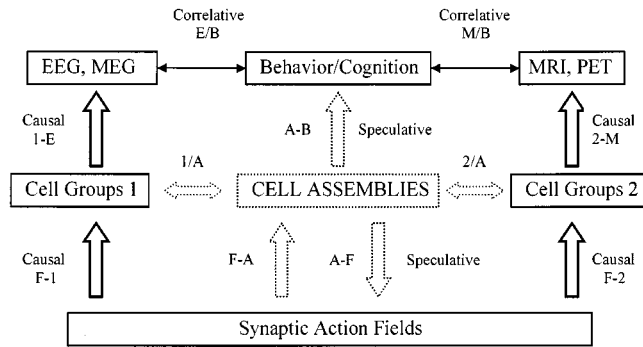 Correlative
E/B
Correlative
M/B
EEG, MEG
Behavior/Cognition
MRI, PET
Causal
1-E
A-B
Speculative
Causal
2-M
1/A
2/A
Cell Groups 1
CELL ASSEMBLIES
Cell Groups 2
Causal
F-1
F-A
A-F
Speculative
Causal
F-2
Synaptic Action Fields